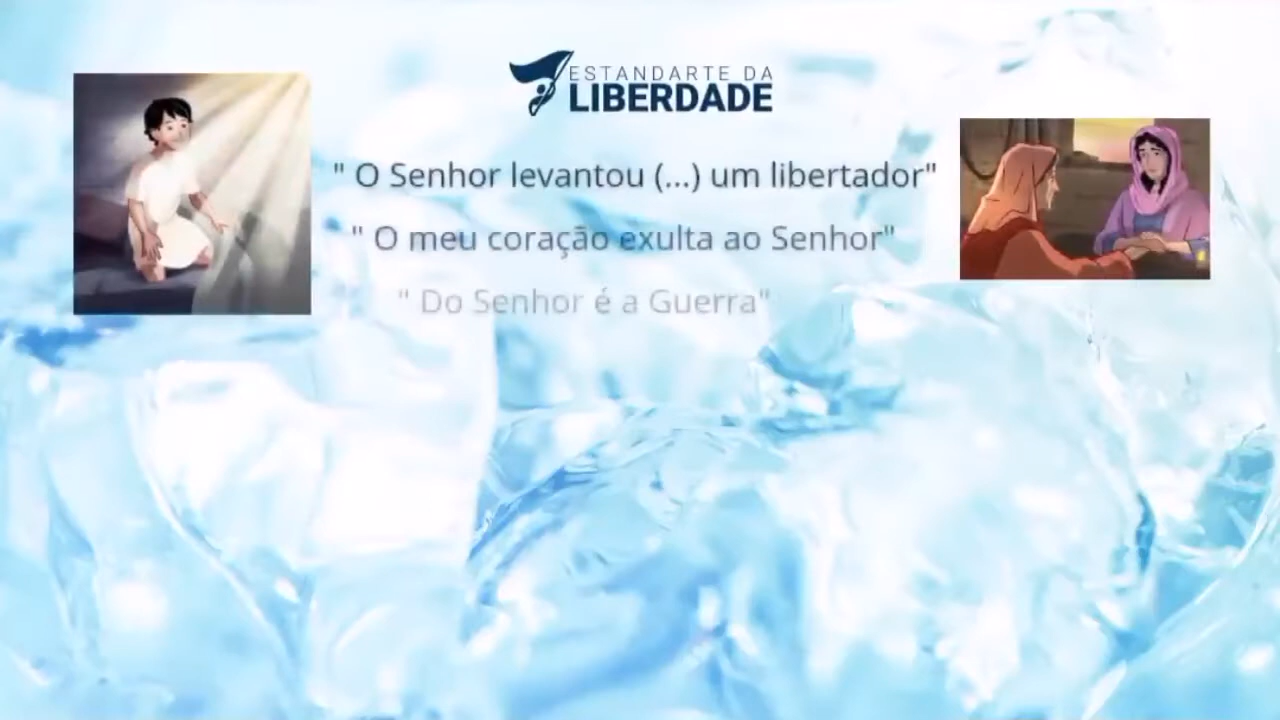 ESTANDARTE DA
LIBERDADE
" O Senhor levantou (...) um libertador"
" O meu coração exulta ao Senhor"
" Do Senhor é a Guerra"